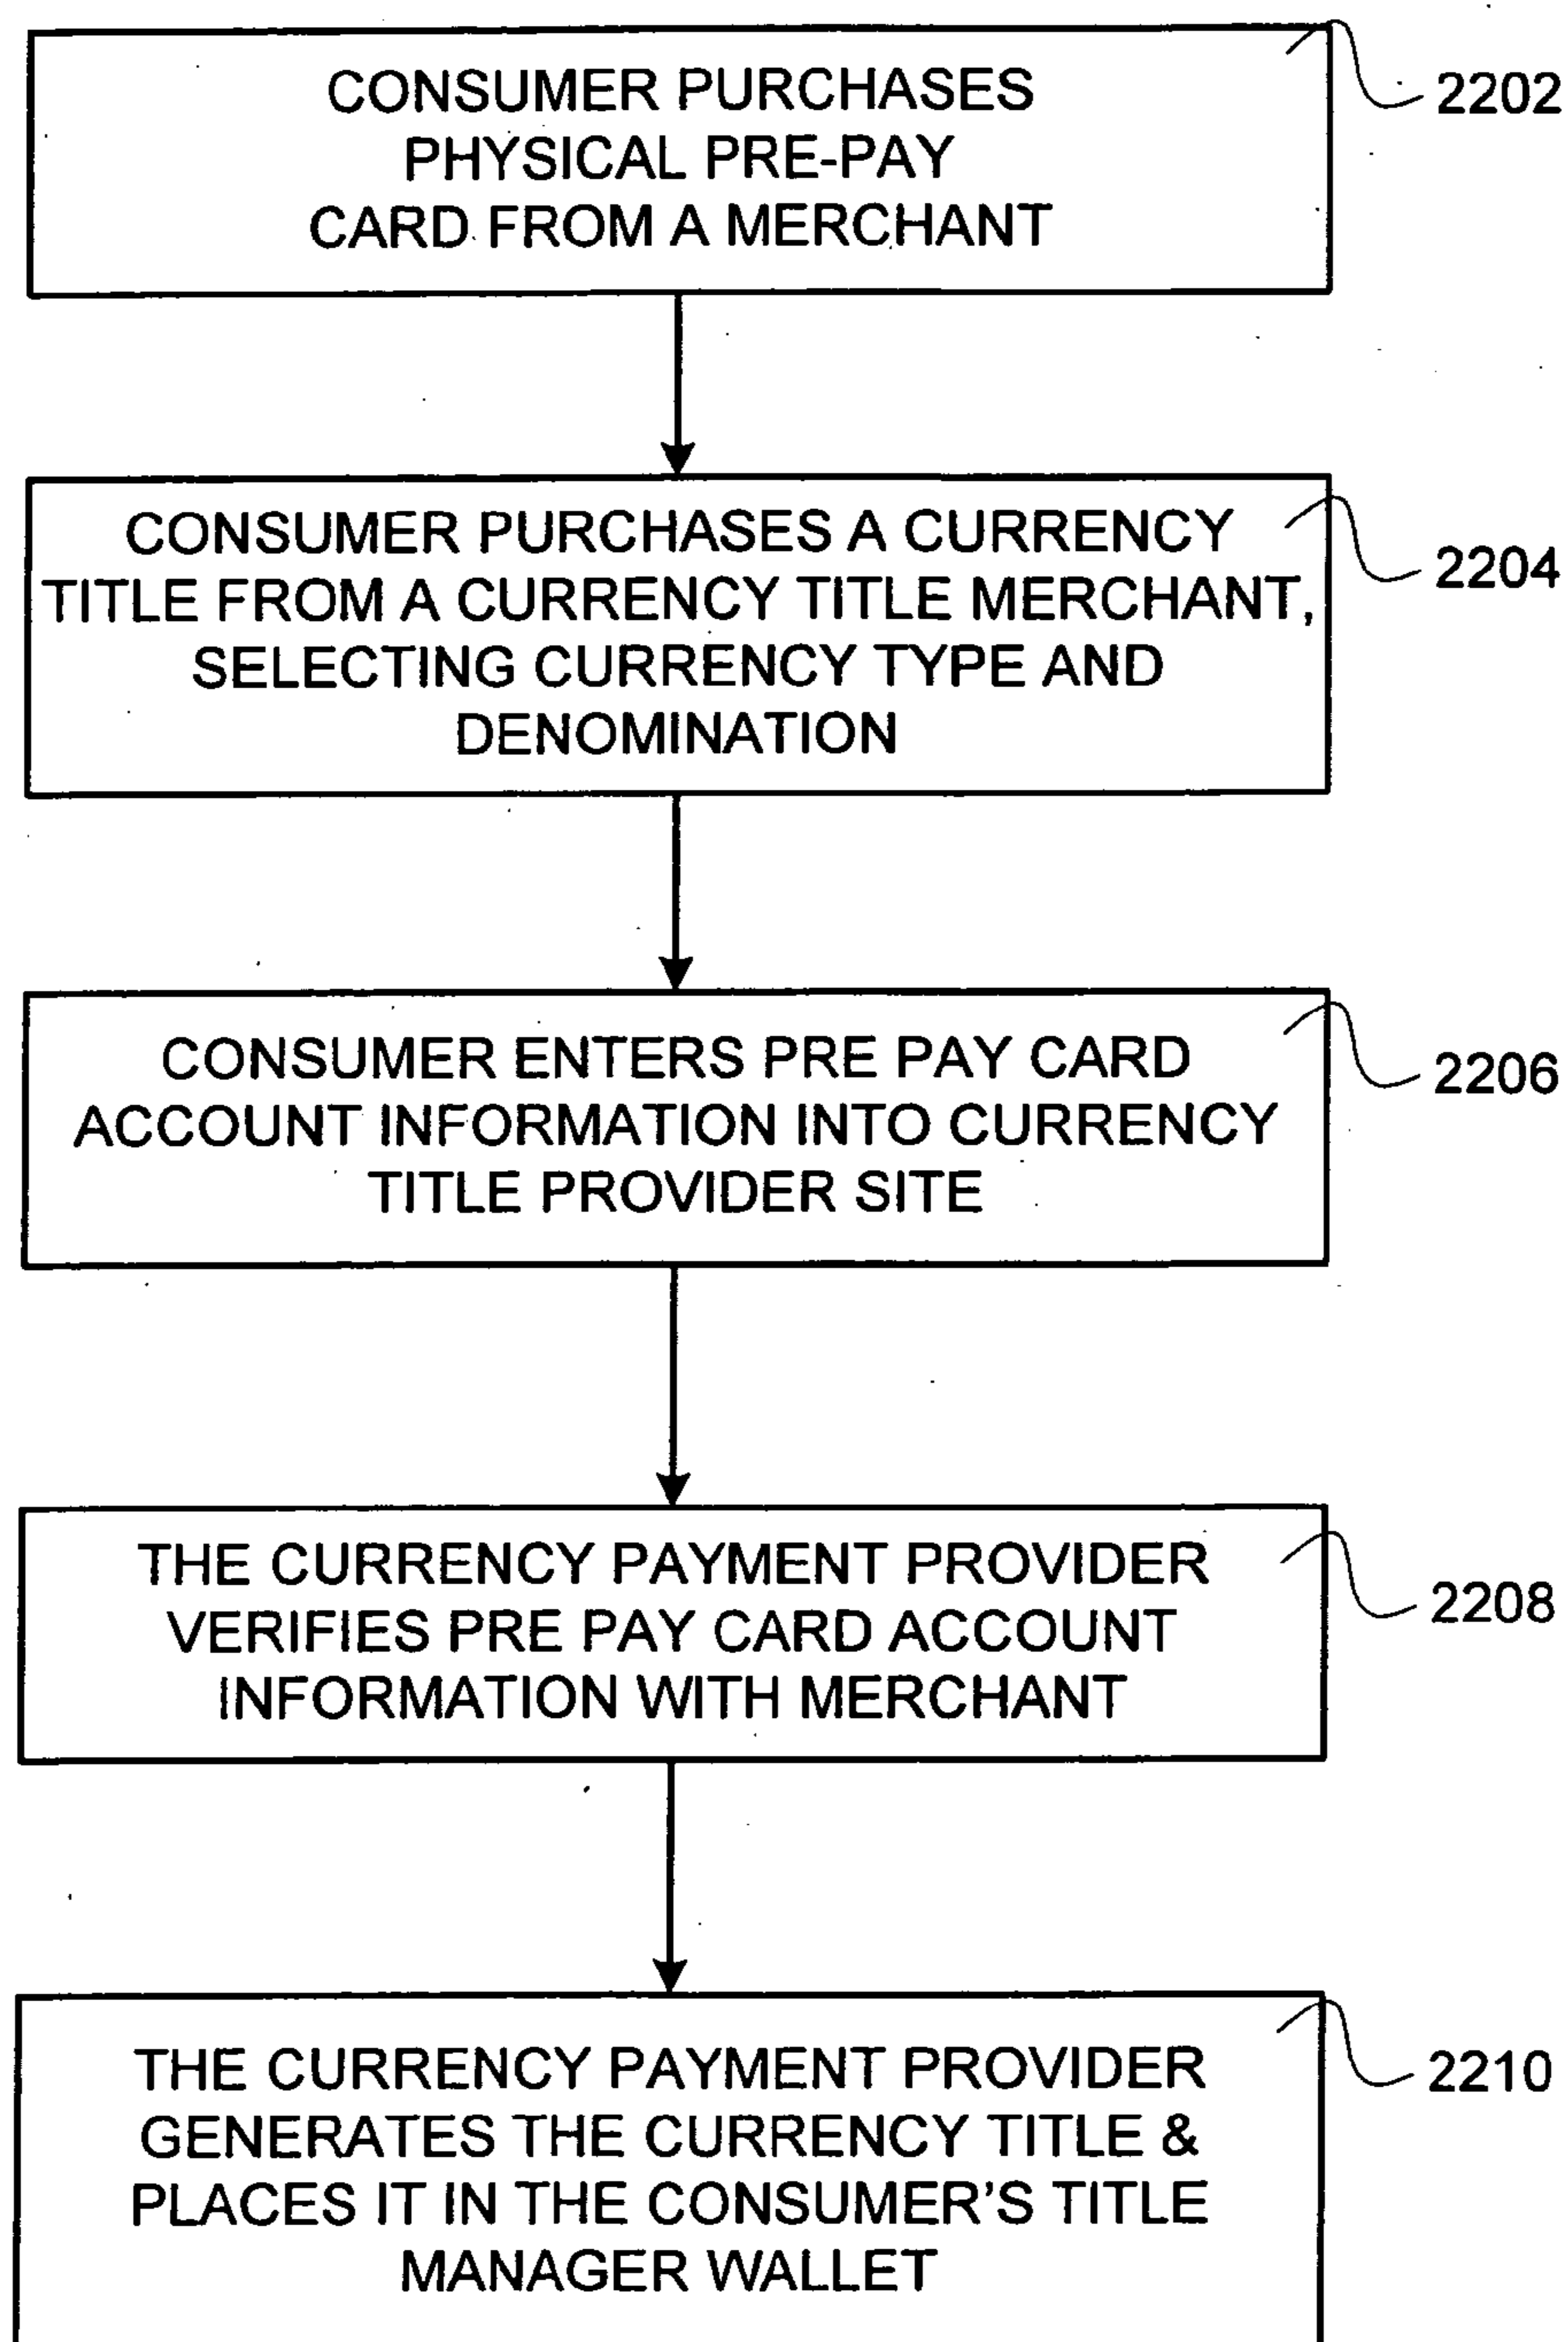 CONSUMER PURCHASES
PHYSICAL PRE-PAY
CARD FROM A MERCHANT
2202
CONSUMER PURCHASES A CURRENCY
TITLE FROM A CURRENCY TITLE MERCHANT,
SELECTING CURRENCY TYPE AND
DENOMINATION
2204
CONSUMER ENTERS PRE PAY CARD
ACCOUNT INFORMATION INTO CURRENCY
TITLE PROVIDER SITE
2206
THE CURRENCY PAYMENT PROVIDER
VERIFIES PRE PAY CARD ACCOUNT
INFORMATION WITH MERCHANT
2208
THE CURRENCY PAYMENT PROVIDER
GENERATES THE CURRENCY TITLE &
PLACES IT IN THE CONSUMER'S TITLE
MANAGER WALLET
2210